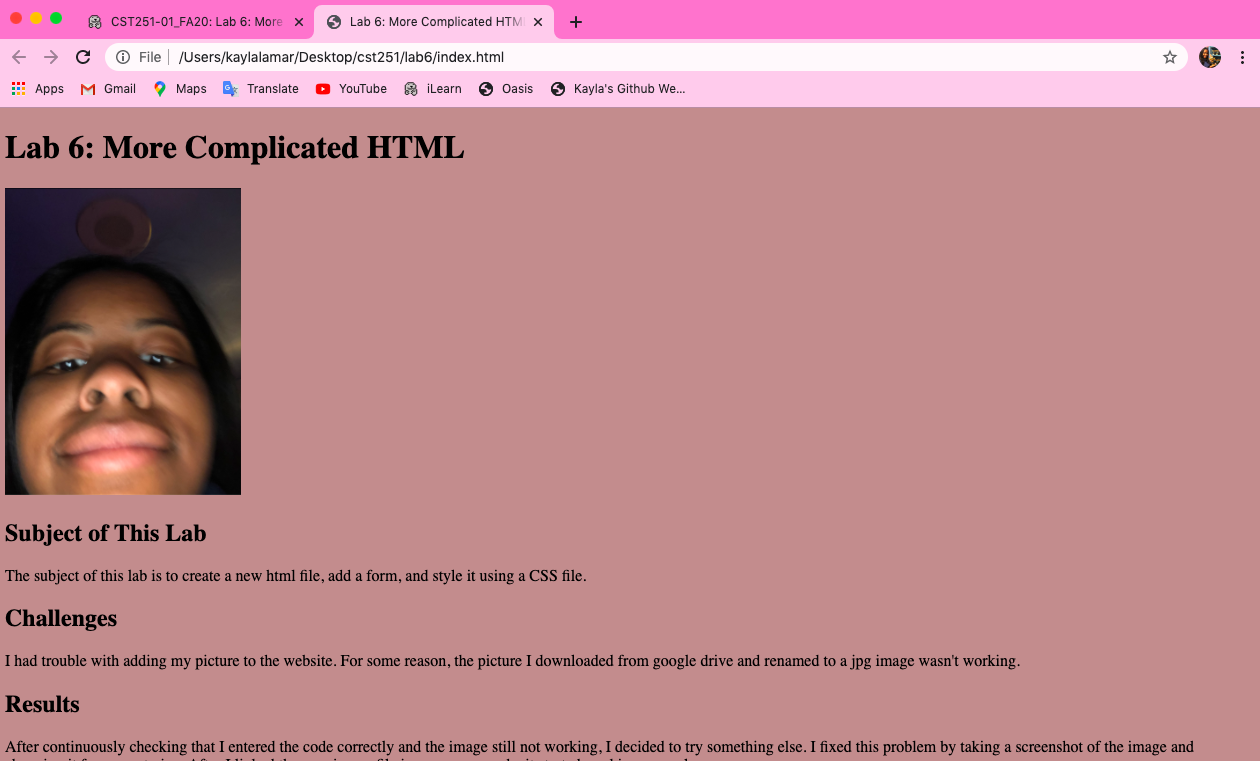 CST251-01_FA20: Lab 6: More
Lab 6: More Complicated HTM
File /Users/kaylalamar/Desktop/cst251/lab6/index.html
Apps Gmail Maps Translate YouTube iLearn Oasis Kayla's Github We...
Lab 6: More Complicated HTML
Subject of This Lab
The subject of this lab is to create a new html file, add a form, and style it using a CSS file.
Challenges
I had trouble with adding my picture to the website. For some reason, the picture I downloaded from google drive and renamed to a jpg image wasn't working.
Results
After continuously checking that I entered the code correctly and the image still not working, I decided to try something else. I fixed this problem by taking a screenshot of the image and